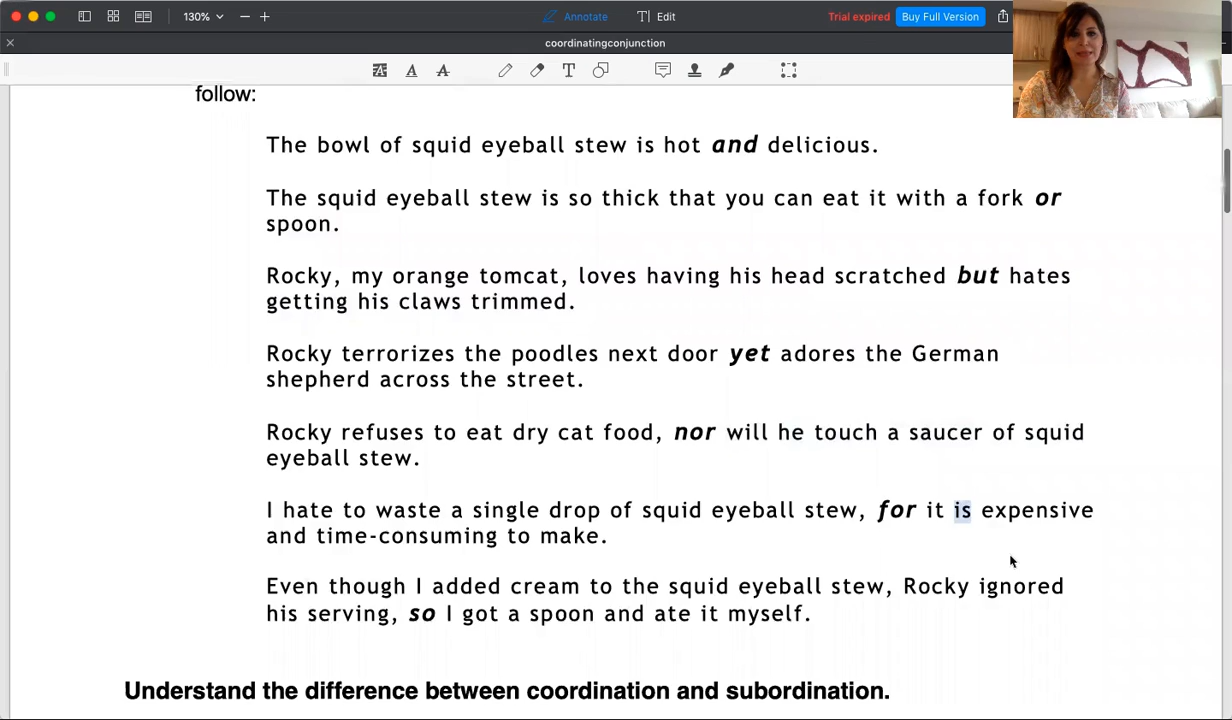 130%
Annotate
Edit
Trial expired
Buy Full Version
coordinatingconjunction
follow:
The bowl of squid eyeball stew is hot and delicious.
The squid eyeball stew is so thick that you can eat it with a fork or
spoon.
Rocky, my orange tomcat, loves having his head scratched but hates
getting his claws trimmed.
Rocky terrorizes the poodles next door yet adores the German
shepherd across the street.
Rocky refuses to eat dry cat food, nor will he touch a saucer of squid
eyeball stew.
I hate to waste a single drop of squid eyeball stew, for it is expensive
and time-consuming to make.
Even though I added cream to the squid eyeball stew, Rocky ignored
his serving, so I got a spoon and ate it myself.
Understand the difference between coordination and subordination.